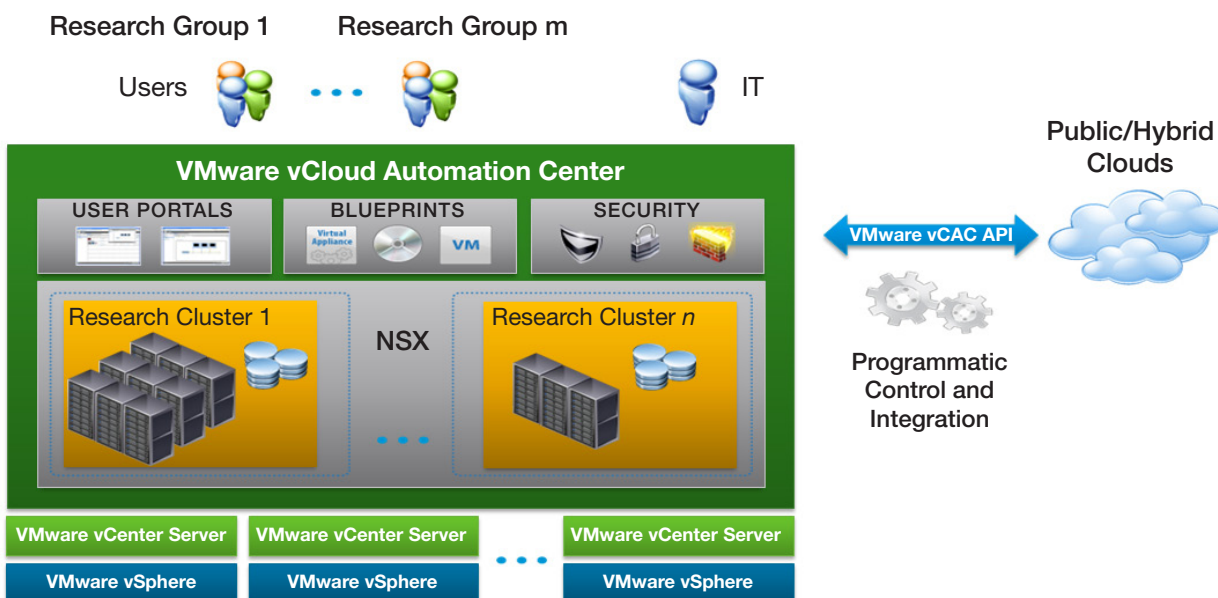 Research Group 1
Research Group m
Users
IT
Public/Hybrid
Clouds
VMware vCloud Automation Center
USER PORTALS
BLUEPRINTS
SECURITY
Virtual
Appliance
VM
VMware vCAC API
Research Cluster 1
NSX
Research Cluster n
Programmatic
Control and
Integration
VMware vCenter Server
VMware vCenter Server
VMware vCenter Server
VMware vSphere
VMware vSphere
VMware vSphere